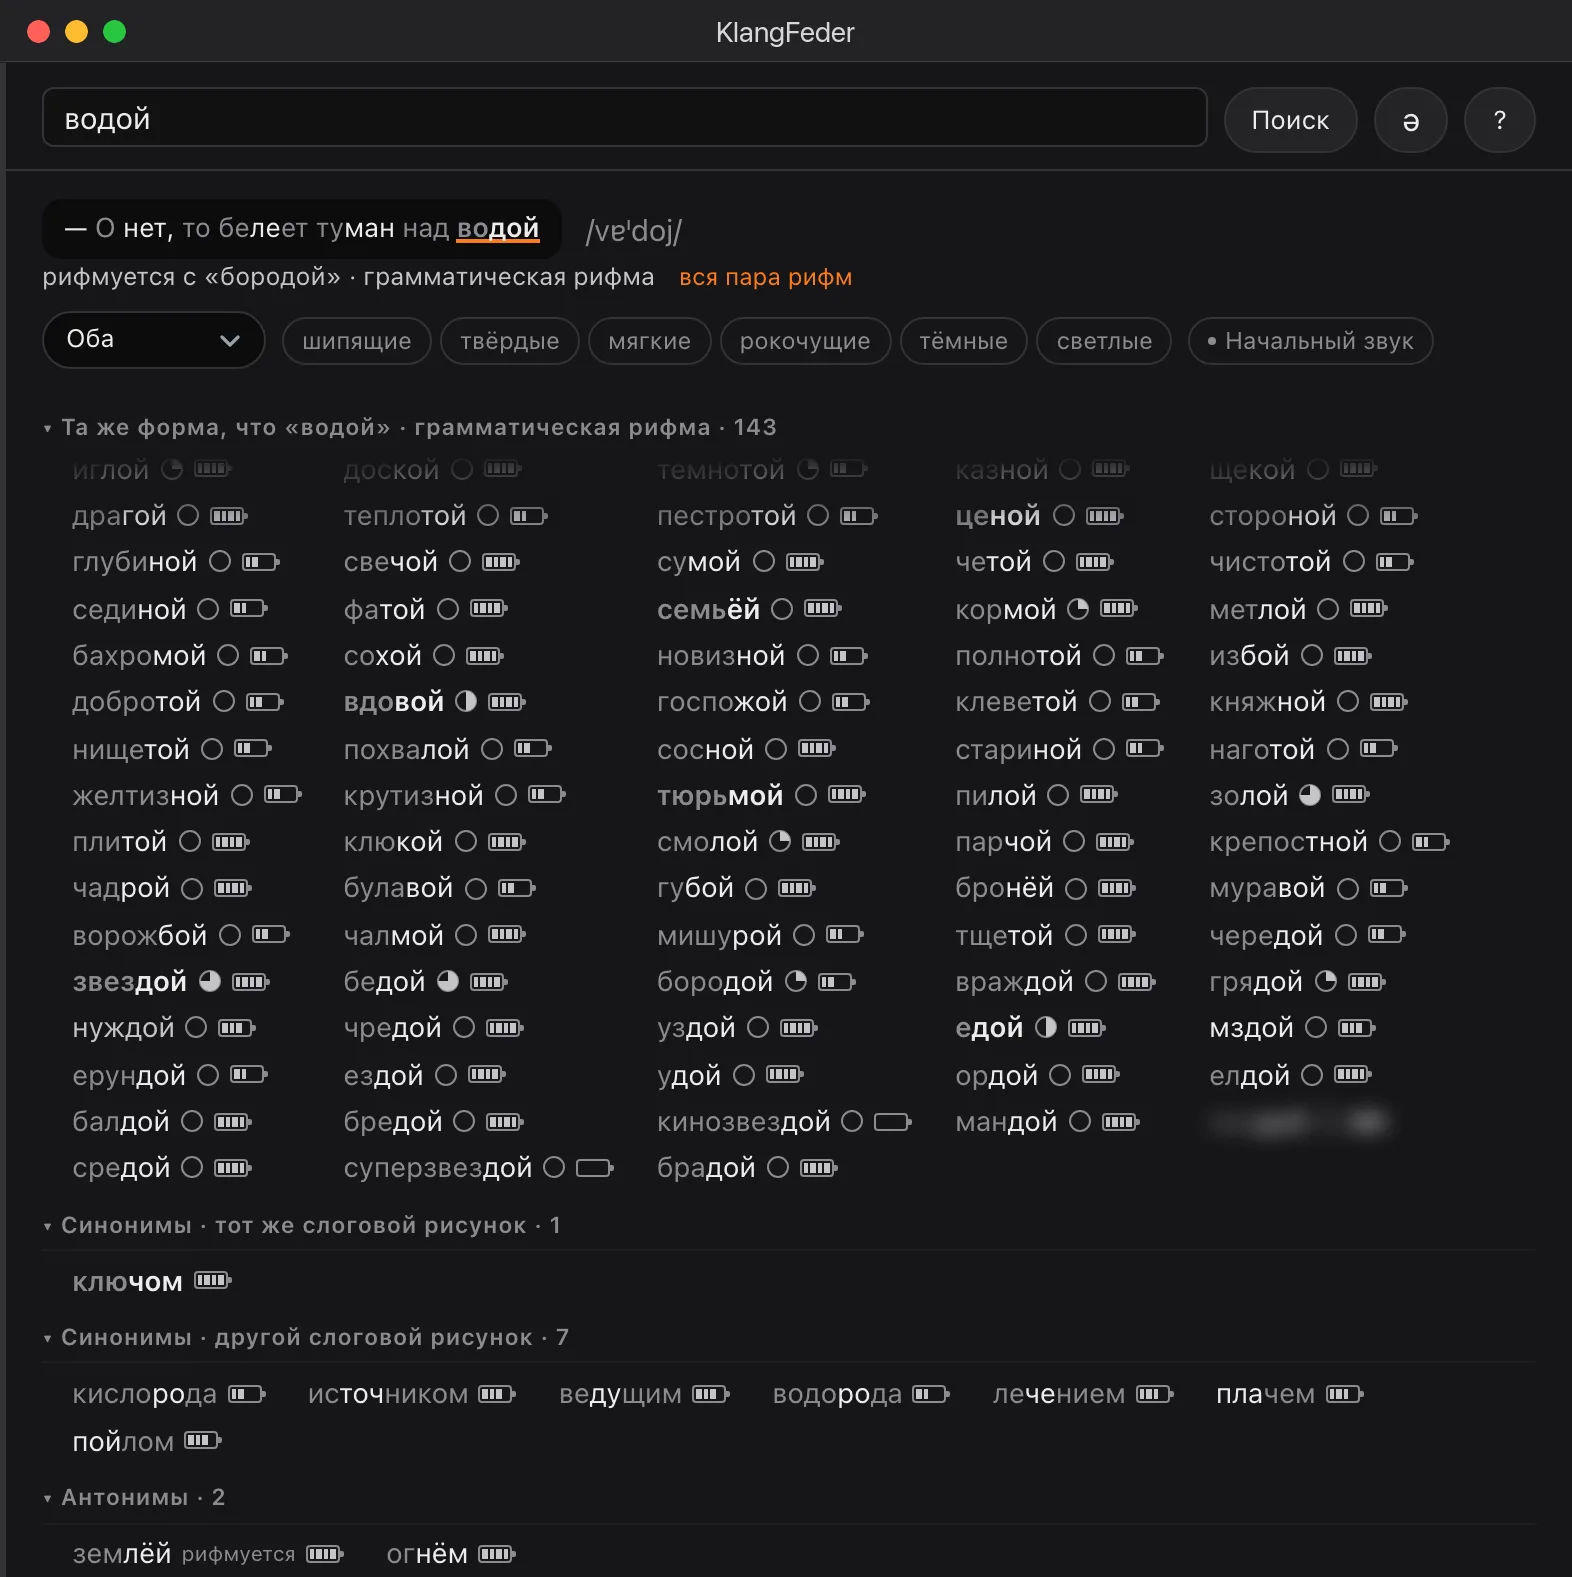 KlangFeder
водой Поиск ə ?
— О нет, то белеет туман над водой /vɐˈdoj/
рифмуется с «бородой» · грамматическая рифма вся пара рифм
Оба шипящие твёрдые мягкие рокочущие тёмные светлые • Начальный звук
▾ Та же форма, что «водой» · грамматическая рифма · 143
иглой доской темнотой казной щекой
драгой теплотой пестротой ценой стороной
глубиной свечой сумой четой чистотой
сединой фатой семьёй кормой метлой
бахромой сохой новизной полнотой избой
добротой вдовой госпожой клеветой княжной
нищетой похвалой сосной стариной наготой
желтизной крутизной тюрьмой пилой золой
плитой клюкой смолой парчой крепостной
чадрой булавой губой бронёй муравой
ворожбой чалмой мишурой тщетой чередой
звездой бедой бородой враждой грядой
нуждой чредой уздой едой мздой
ерундой ездой удой ордой елдой
балдой бредой кинозвездой мандой
средой суперзвездой брадой
▾ Синонимы · тот же слоговой рисунок · 1
ключом
▾ Синонимы · другой слоговой рисунок · 7
кислорода источником ведущим водорода лечением плачем
пойлом
▾ Антонимы · 2
землёй рифмуется огнём